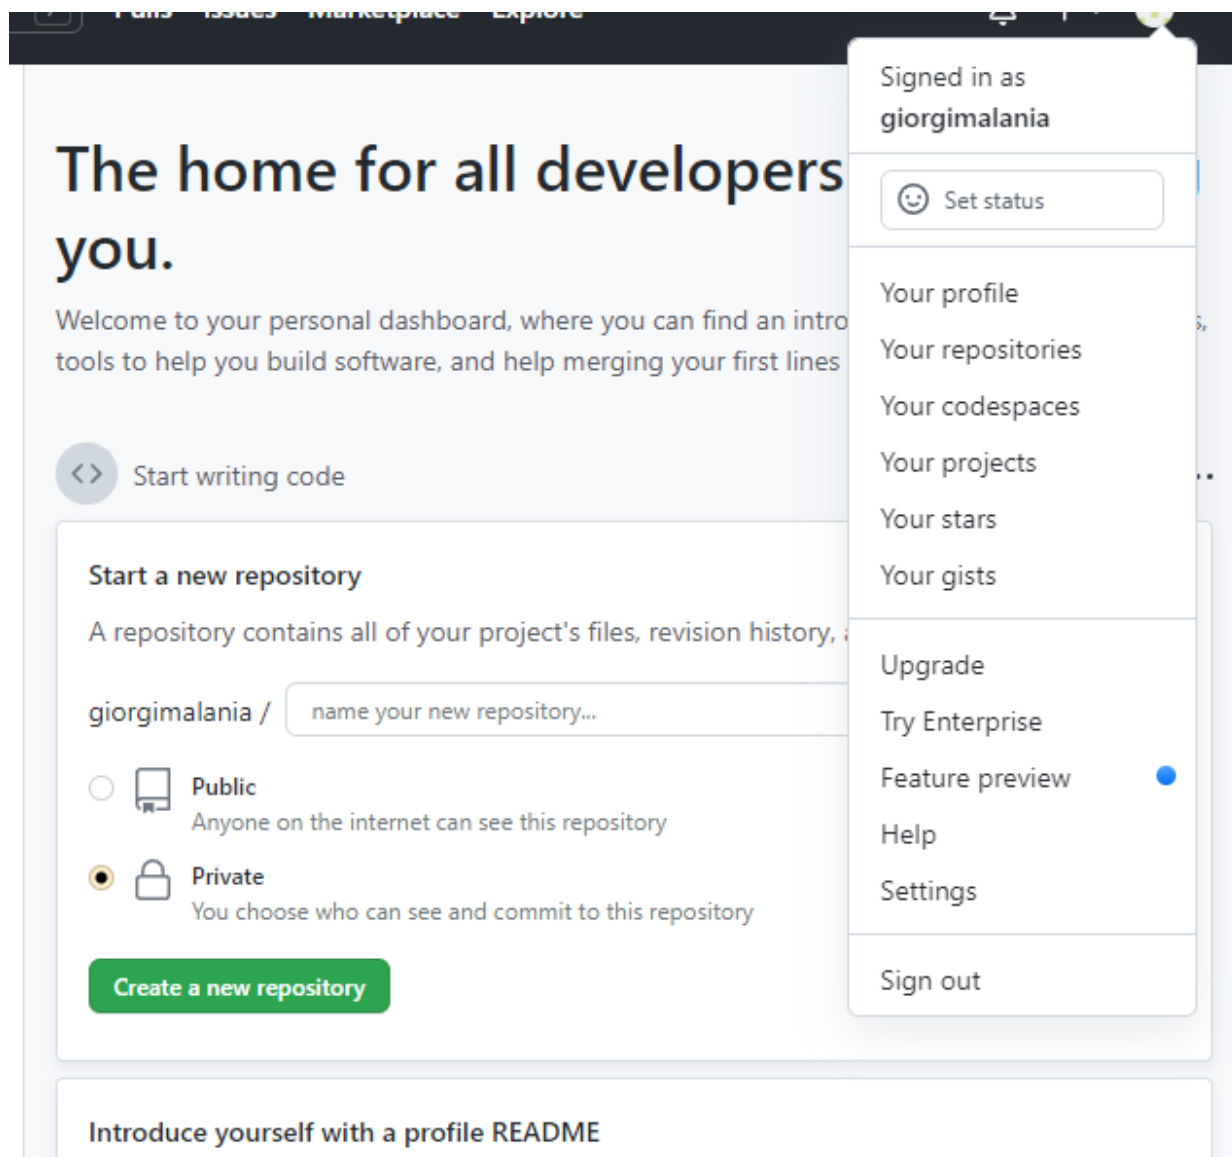 Pulls Issues Marketplace Explore
The home for all developers
you.
Welcome to your personal dashboard, where you can find an intro
tools to help you build software, and help merging your first lines
Start writing code
Start a new repository
A repository contains all of your project's files, revision history,
giorgimalania /
name your new repository...
Public
Anyone on the internet can see this repository
Private
You choose who can see and commit to this repository
Create a new repository
Introduce yourself with a profile README
Signed in as
giorgimalania
Set status
Your profile
Your repositories
Your codespaces
Your projects
Your stars
Your gists
Upgrade
Try Enterprise
Feature preview
Help
Settings
Sign out